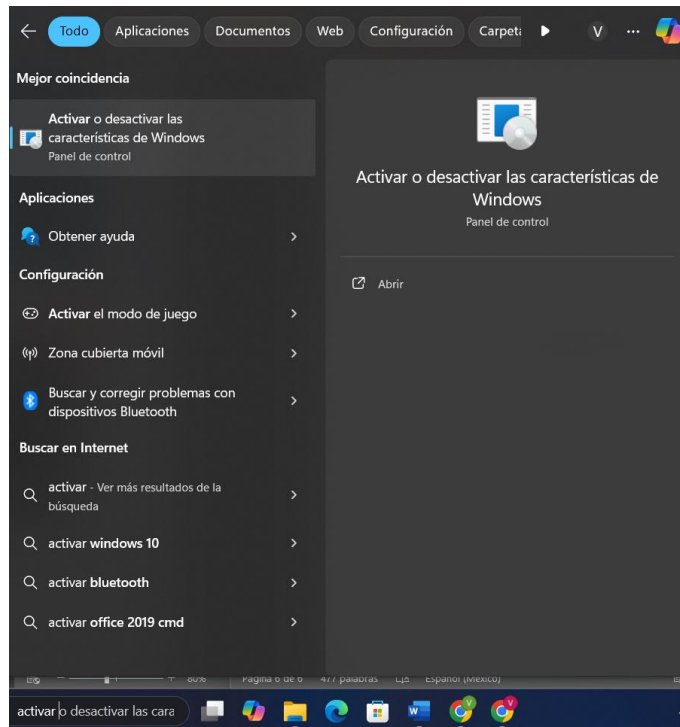 Todo Aplicaciones Documentos Web Configuración Carpeta V ...
Mejor coincidencia
Activar o desactivar las
características de Windows
Panel de control
Aplicaciones
Obtener ayuda
Configuración
Activar el modo de juego
Zona cubierta móvil
Buscar y corregir problemas con
dispositivos Bluetooth
Buscar en Internet
activar - Ver más resultados de la
búsqueda
activar windows 10
activar bluetooth
activar office 2019 cmd
Activar o desactivar las características de
Windows
Panel de control
Abrir
80% Página 6 de 6 477 palabras Español (México)
activar o desactivar las cara